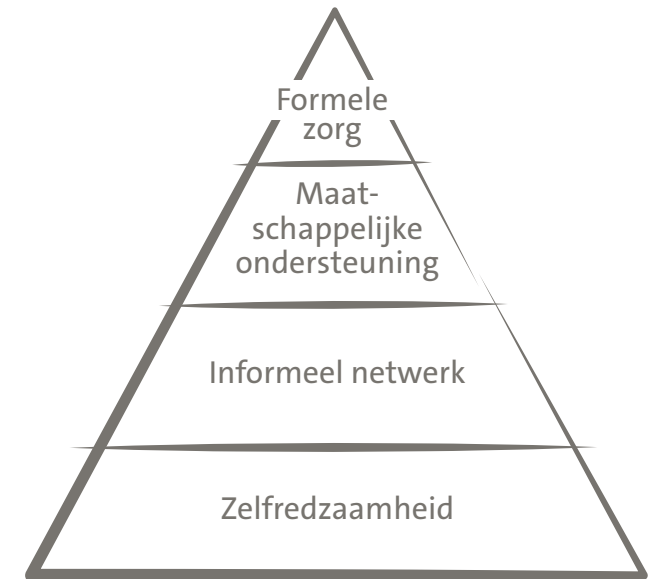 Formele
zorg
Maat-
schappelijke
ondersteuning
Informeel netwerk
Zelfredzaamheid